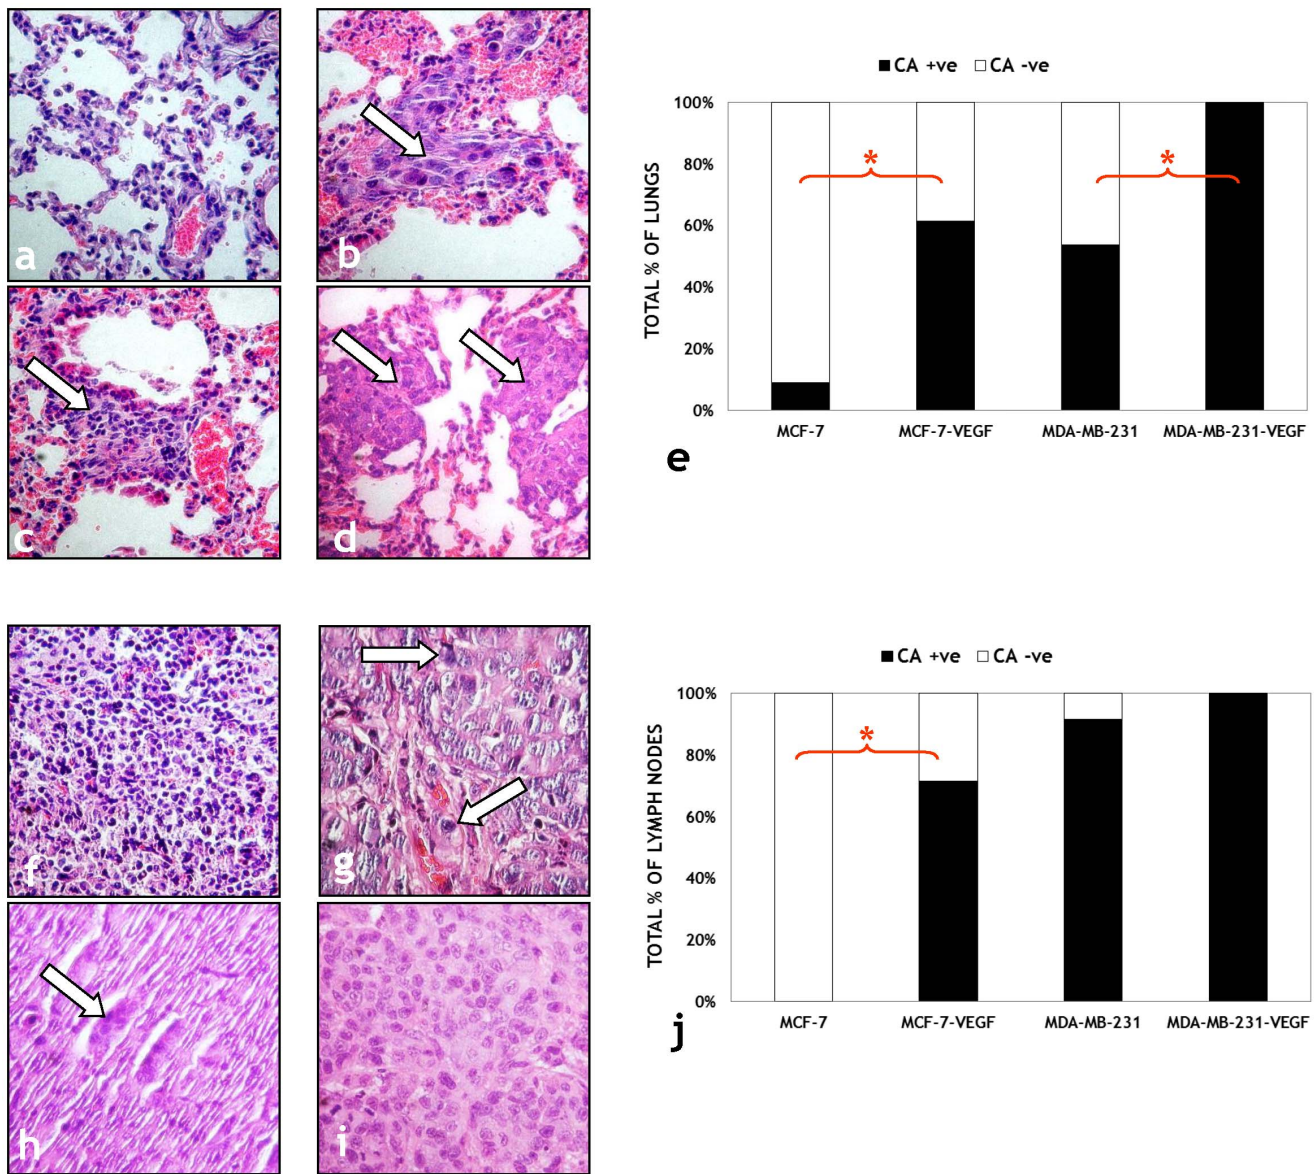 a
b
c
d
■ CA +ve □ CA -ve
TOTAL % OF LUNGS
100%
80%
60%
40%
20%
0%
*
*
MCF-7 MCF-7-VEGF MDA-MB-231 MDA-MB-231-VEGF
e
f
g
h
i
■ CA +ve □ CA -ve
TOTAL % OF LYMPH NODES
100%
80%
60%
40%
20%
0%
*
MCF-7 MCF-7-VEGF MDA-MB-231 MDA-MB-231-VEGF
j